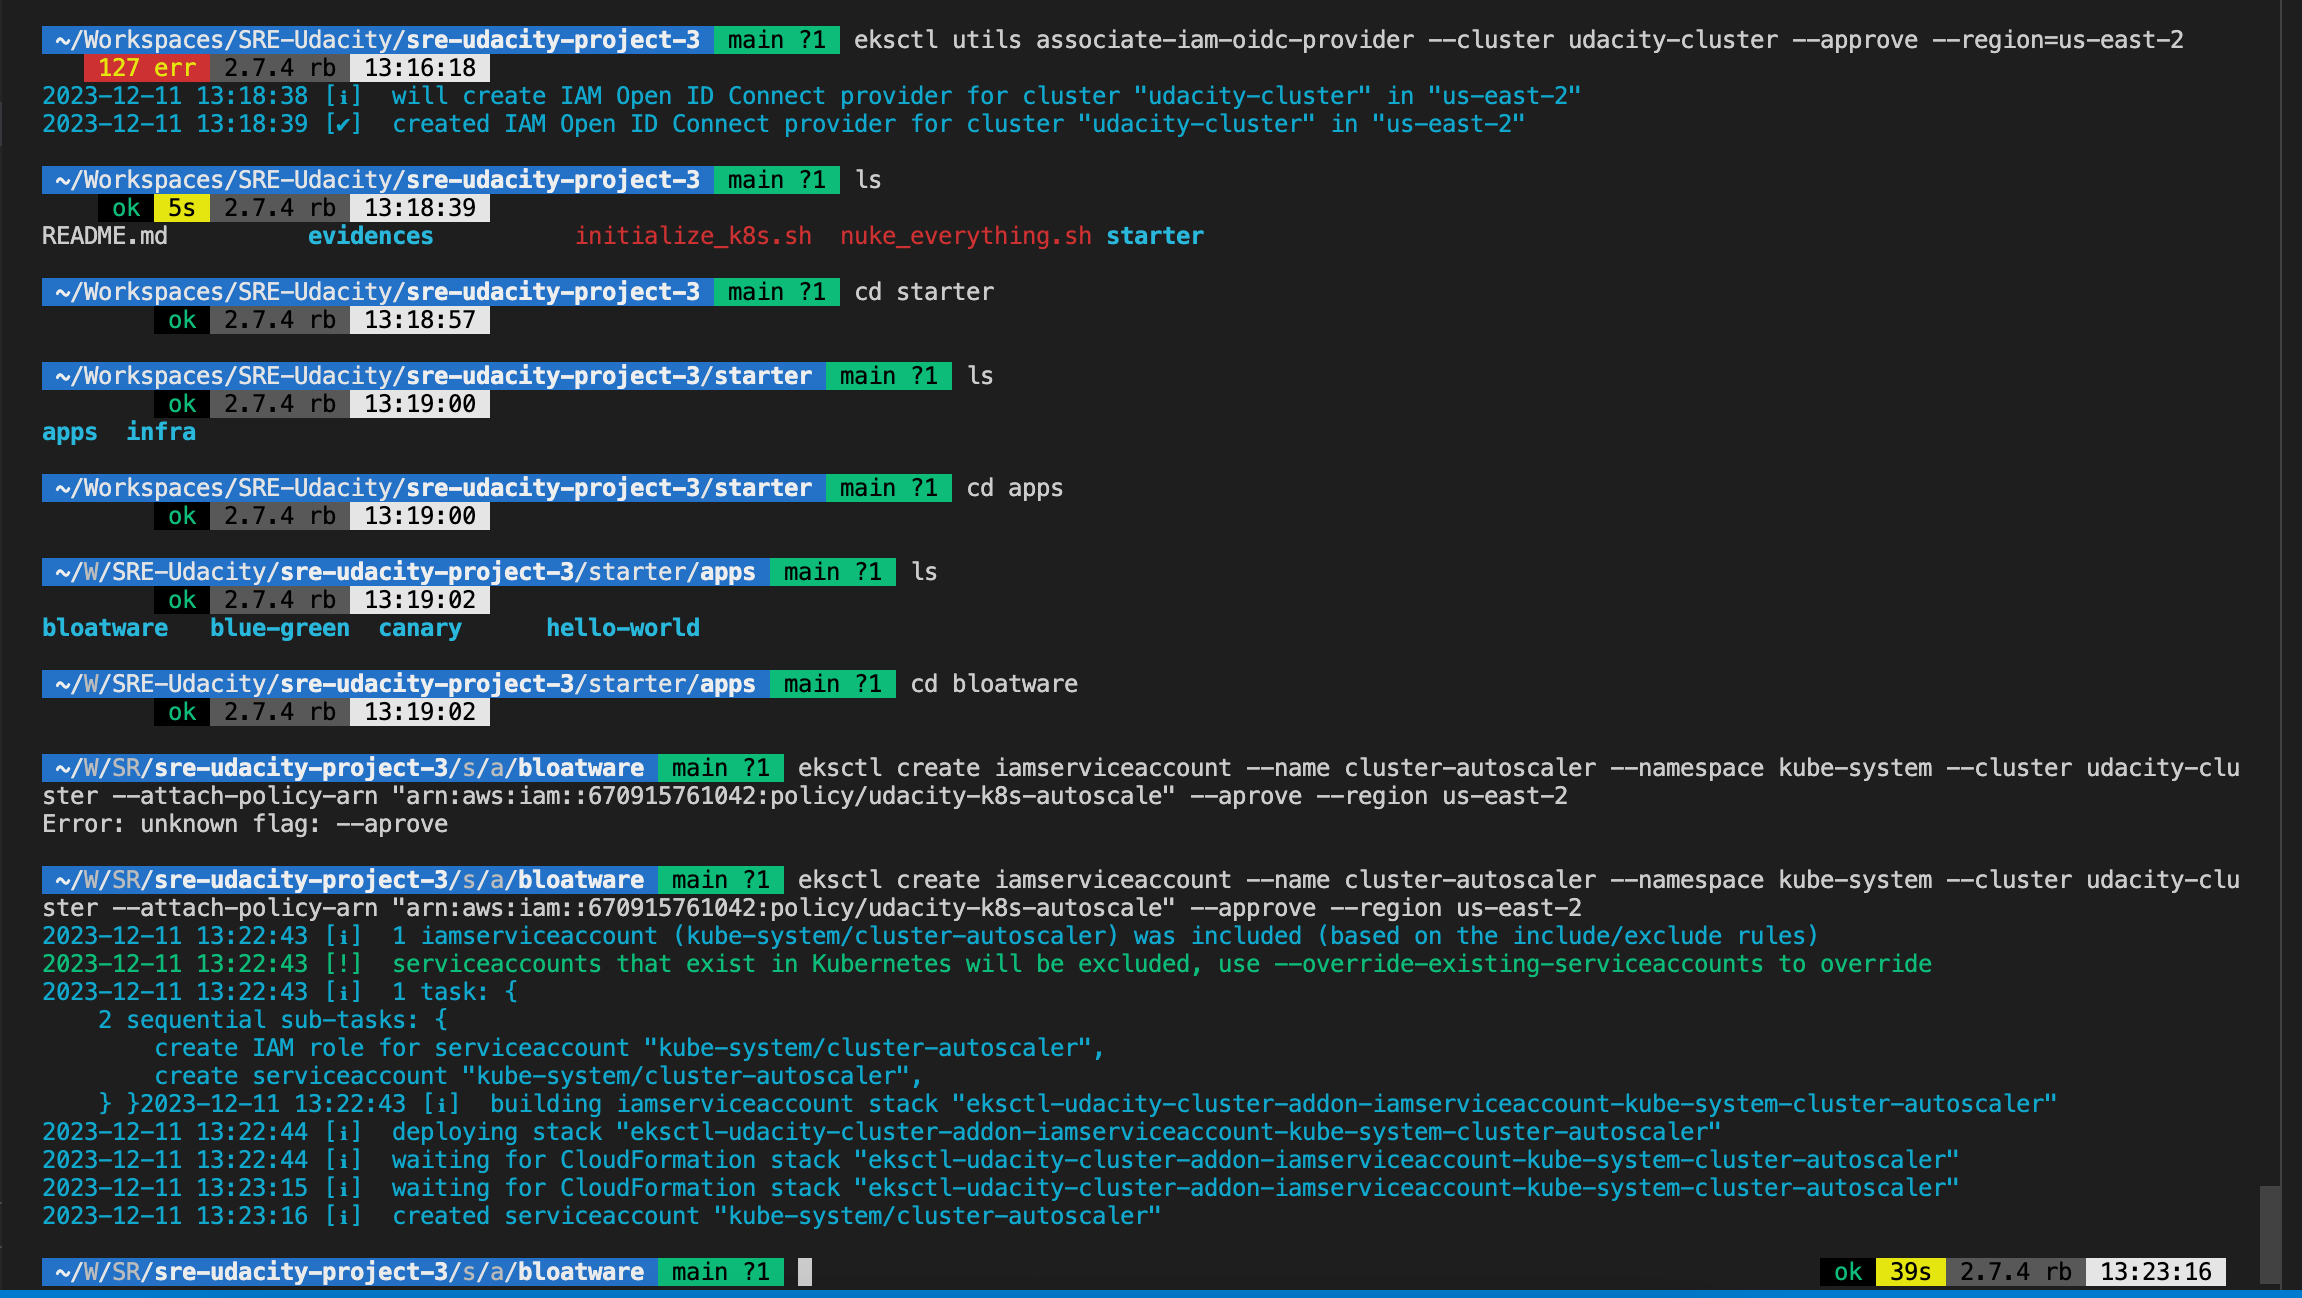 ~/Workspaces/SRE-Udacity/sre-udacity-project-3 main ?1 eksctl utils associate-iam-oidc-provider --cluster udacity-cluster --approve --region=us-east-2
127 err 2.7.4 rb 13:16:18
2023-12-11 13:18:38 [ℹ]  will create IAM Open ID Connect provider for cluster "udacity-cluster" in "us-east-2"
2023-12-11 13:18:39 [✔]  created IAM Open ID Connect provider for cluster "udacity-cluster" in "us-east-2"
~/Workspaces/SRE-Udacity/sre-udacity-project-3 main ?1 ls
ok 5s 2.7.4 rb 13:18:39
README.md evidences initialize_k8s.sh nuke_everything.sh starter
~/Workspaces/SRE-Udacity/sre-udacity-project-3 main ?1 cd starter
ok 2.7.4 rb 13:18:57
~/Workspaces/SRE-Udacity/sre-udacity-project-3/starter main ?1 ls
ok 2.7.4 rb 13:19:00
apps infra
~/Workspaces/SRE-Udacity/sre-udacity-project-3/starter main ?1 cd apps
ok 2.7.4 rb 13:19:00
~/W/SRE-Udacity/sre-udacity-project-3/starter/apps main ?1 ls
ok 2.7.4 rb 13:19:02
bloatware blue-green canary hello-world
~/W/SRE-Udacity/sre-udacity-project-3/starter/apps main ?1 cd bloatware
ok 2.7.4 rb 13:19:02
~/W/SR/sre-udacity-project-3/s/a/bloatware main ?1 eksctl create iamserviceaccount --name cluster-autoscaler --namespace kube-system --cluster udacity-clu
ster --attach-policy-arn "arn:aws:iam::670915761042:policy/udacity-k8s-autoscale" --aprove --region us-east-2
Error: unknown flag: --aprove
~/W/SR/sre-udacity-project-3/s/a/bloatware main ?1 eksctl create iamserviceaccount --name cluster-autoscaler --namespace kube-system --cluster udacity-clu
ster --attach-policy-arn "arn:aws:iam::670915761042:policy/udacity-k8s-autoscale" --approve --region us-east-2
2023-12-11 13:22:43 [ℹ]  1 iamserviceaccount (kube-system/cluster-autoscaler) was included (based on the include/exclude rules)
2023-12-11 13:22:43 [!]  serviceaccounts that exist in Kubernetes will be excluded, use --override-existing-serviceaccounts to override
2023-12-11 13:22:43 [ℹ]  1 task: {
2 sequential sub-tasks: {
create IAM role for serviceaccount "kube-system/cluster-autoscaler",
create serviceaccount "kube-system/cluster-autoscaler",
} }2023-12-11 13:22:43 [ℹ]  building iamserviceaccount stack "eksctl-udacity-cluster-addon-iamserviceaccount-kube-system-cluster-autoscaler"
2023-12-11 13:22:44 [ℹ]  deploying stack "eksctl-udacity-cluster-addon-iamserviceaccount-kube-system-cluster-autoscaler"
2023-12-11 13:22:44 [ℹ]  waiting for CloudFormation stack "eksctl-udacity-cluster-addon-iamserviceaccount-kube-system-cluster-autoscaler"
2023-12-11 13:23:15 [ℹ]  waiting for CloudFormation stack "eksctl-udacity-cluster-addon-iamserviceaccount-kube-system-cluster-autoscaler"
2023-12-11 13:23:16 [ℹ]  created serviceaccount "kube-system/cluster-autoscaler"
~/W/SR/sre-udacity-project-3/s/a/bloatware main ?1 ok 39s 2.7.4 rb 13:23:16